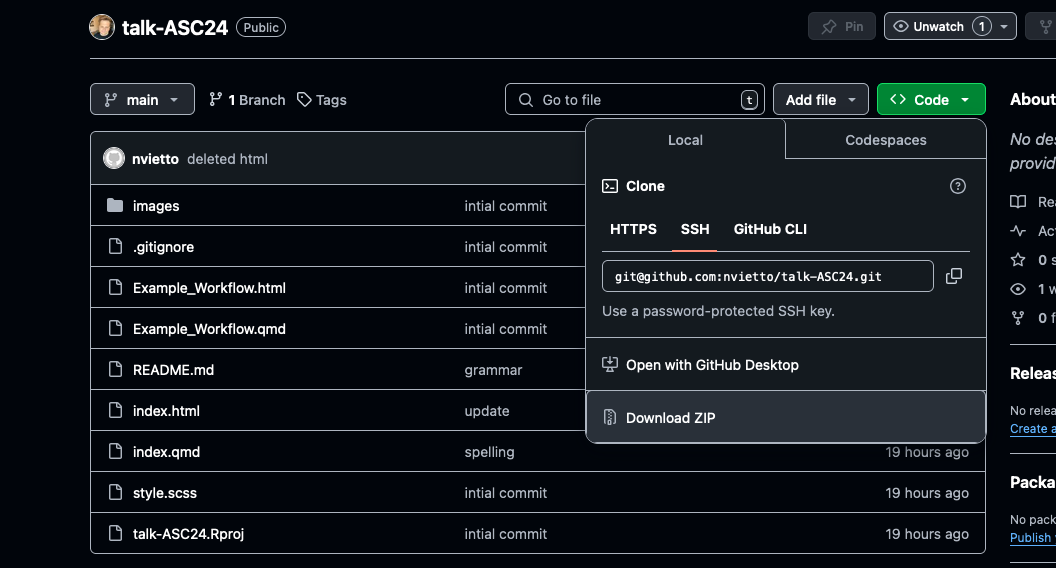 talk-ASC24 Public Pin Unwatch 1
main 1 Branch Tags Go to file t Add file Code About
Local Codespaces
No des
provid
nvietto deleted html
Clone
images intial commit
HTTPS SSH GitHub CLI
.gitignore intial commit
git@github.com:nvietto/talk-ASC24.git
Example_Workflow.html intial commit
Use a password-protected SSH key.
Example_Workflow.qmd intial commit
Rea
Act
0 s
1 w
0 f
README.md grammar
Open with GitHub Desktop
Releas
index.html update
Download ZIP
No relea
Create a
index.qmd spelling 19 hours ago
Packa
style.scss intial commit 19 hours ago
No pack
Publish
talk-ASC24.Rproj intial commit 19 hours ago